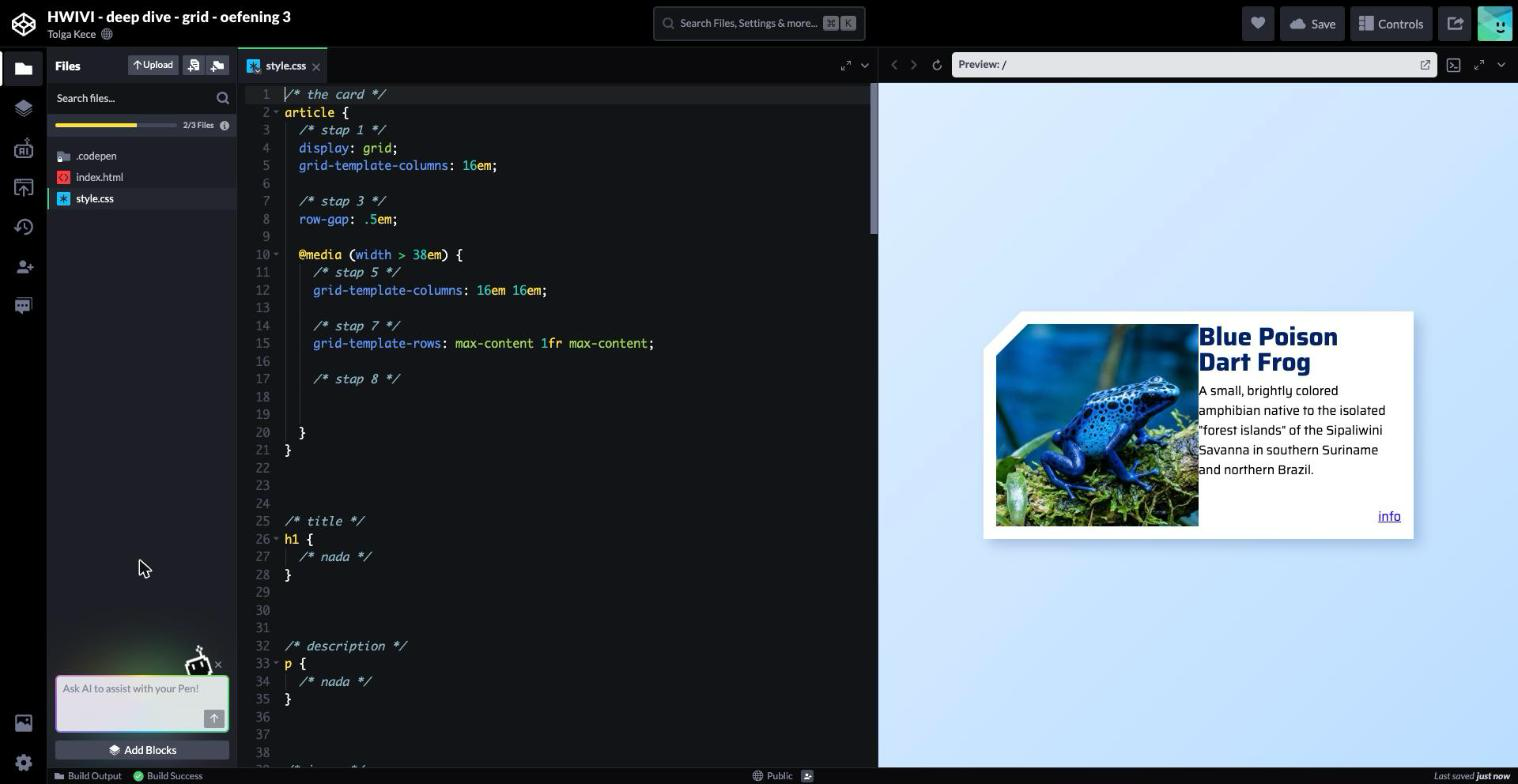 HWIVI - deep dive - grid - oefening 3
Tolga Kece
Search Files, Settings & more... ⌘ K
Save
Controls
Files
Upload
Search files...
2/3 Files
.codepen
index.html
style.css
Ask AI to assist with your Pen!
Add Blocks
style.css
1 /* the card */
2 article {
3 /* stap 1 */
4 display: grid;
5 grid-template-columns: 16em;
6
7 /* stap 3 */
8 row-gap: .5em;
9
10 @media (width > 38em) {
11 /* stap 5 */
12 grid-template-columns: 16em 16em;
13
14 /* stap 7 */
15 grid-template-rows: max-content 1fr max-content;
16
17 /* stap 8 */
18
19
20 }
21 }
22
23
24
25 /* title */
26 h1 {
27 /* nada */
28 }
29
30
31
32 /* description */
33 p {
34 /* nada */
35 }
36
37
38
Preview: /
Blue Poison
Dart Frog
A small, brightly colored
amphibian native to the isolated
"forest islands" of the Sipaliwini
Savanna in southern Suriname
and northern Brazil.
info
Build Output
Build Success
Public
Last saved just now